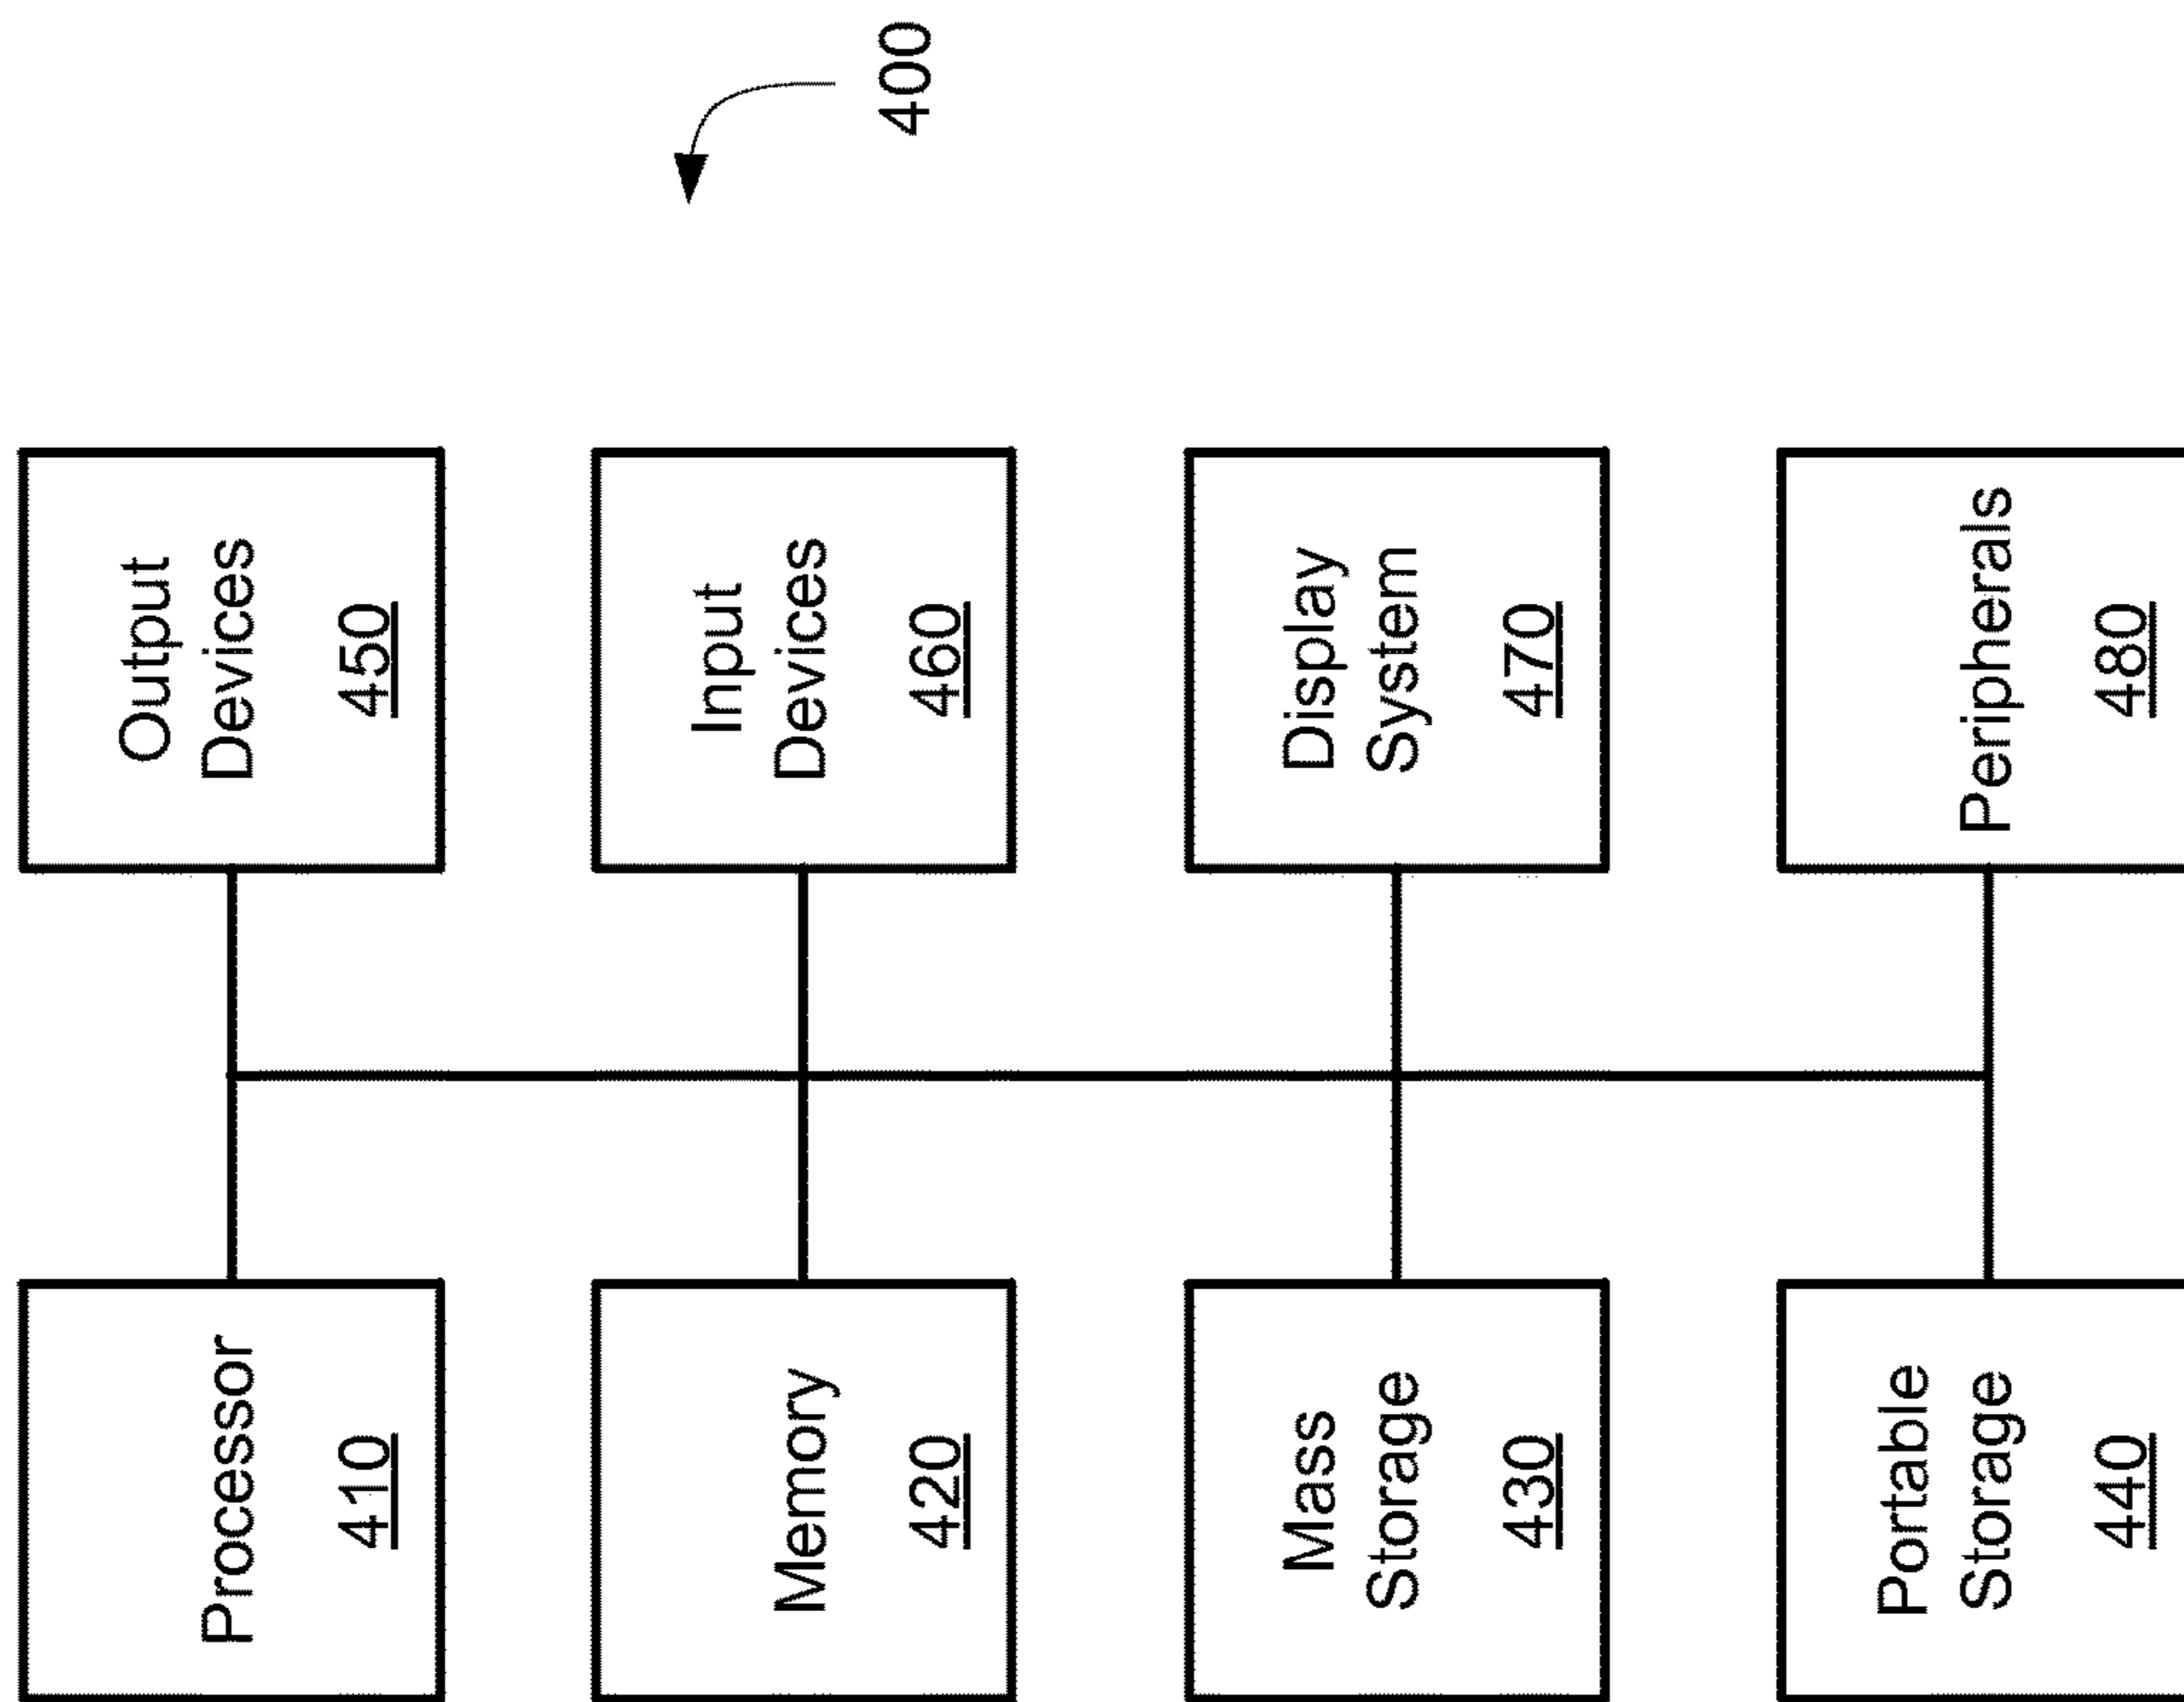 400
Processor
410
Output
Devices
450
Memory
420
Input
Devices
460
Mass
Storage
430
Display
System
470
Portable
Storage
440
Peripherals
480